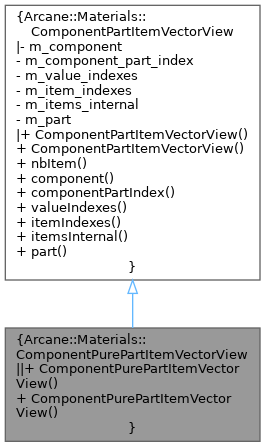 {Arcane::Materials::
ComponentPartItemVectorView
|- m_component
- m_component_part_index
- m_value_indexes
- m_item_indexes
- m_items_internal
- m_part
|+ ComponentPartItemVectorView()
+ ComponentPartItemVectorView()
+ nbItem()
+ component()
+ componentPartIndex()
+ valueIndexes()
+ itemIndexes()
+ itemsInternal()
+ part()
}
{Arcane::Materials::
ComponentPurePartItemVectorView
||+ ComponentPurePartItemVector
View()
+ ComponentPurePartItemVector
View()
}